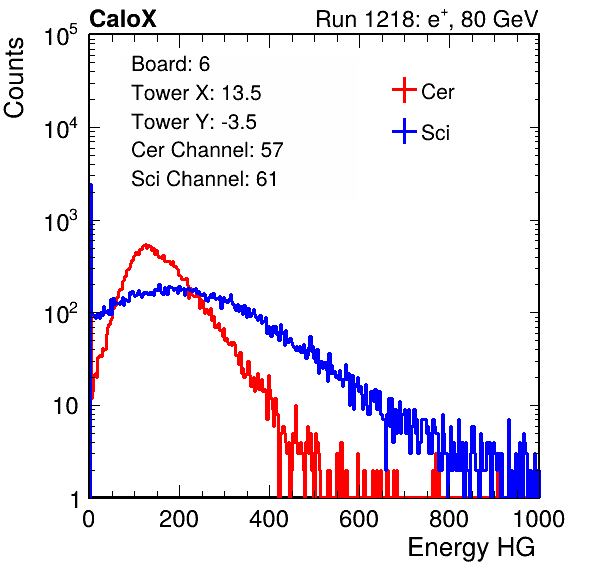 CaloX Run 1218: e⁺, 80 GeV
Counts
10⁵
10⁴
10³
10²
10
1
Board: 6
Tower X: 13.5
Tower Y: -3.5
Cer Channel: 57
Sci Channel: 61
Cer
Sci
0 200 400 600 800 1000
Energy HG